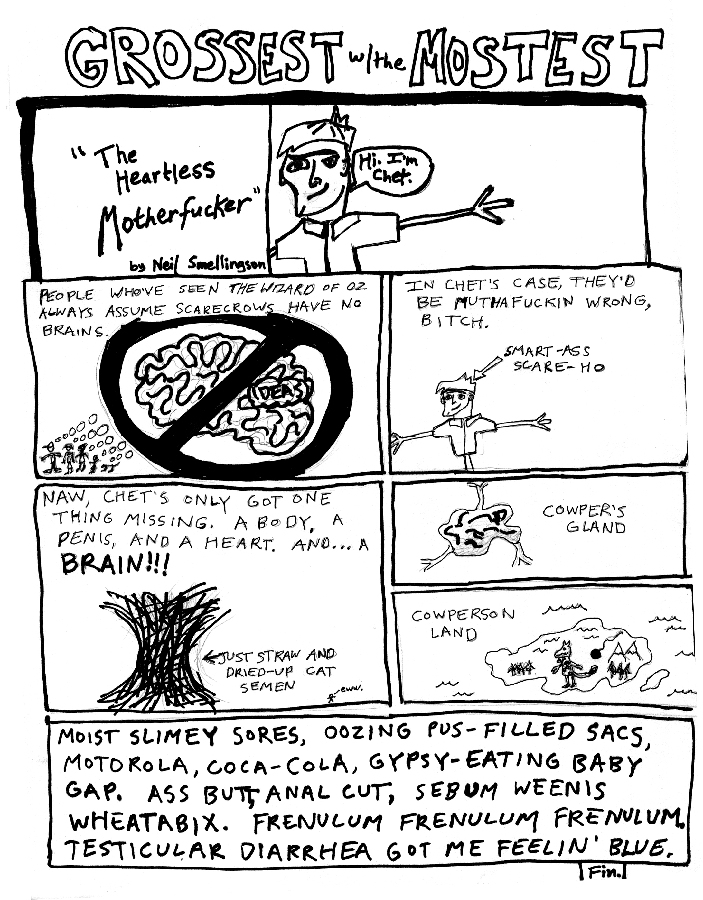 GROSSEST w/the MOSTEST
"The
Heartless
Motherfucker"
by Neil Smellingson
Hi. I'm
Chet.
PEOPLE WHO'VE SEEN THE WIZARD OF OZ
ALWAYS ASSUME SCARECROWS HAVE NO
BRAINS.
IDEAS
IN CHET'S CASE, THEY'D
BE MUTHAFUCKIN WRONG,
BITCH.
SMART-ASS
SCARE-HO
NAW, CHET'S ONLY GOT ONE
THING MISSING. A BODY, A
PENIS, AND A HEART. AND... A
BRAIN!!!
JUST STRAW AND
DRIED-UP CAT
SEMEN
eww.
COWPER'S
GLAND
COWPERSON
LAND
MOIST SLIMEY SORES, OOZING PUS-FILLED SACS,
MOTOROLA, COCA-COLA, GYPSY-EATING BABY
GAP. ASS BUTT ANAL CUT, SEBUM WEENIS
WHEATABIX. FRENULUM FRENULUM FRENULUM.
TESTICULAR DIARRHEA GOT ME FEELIN' BLUE.
Fin.